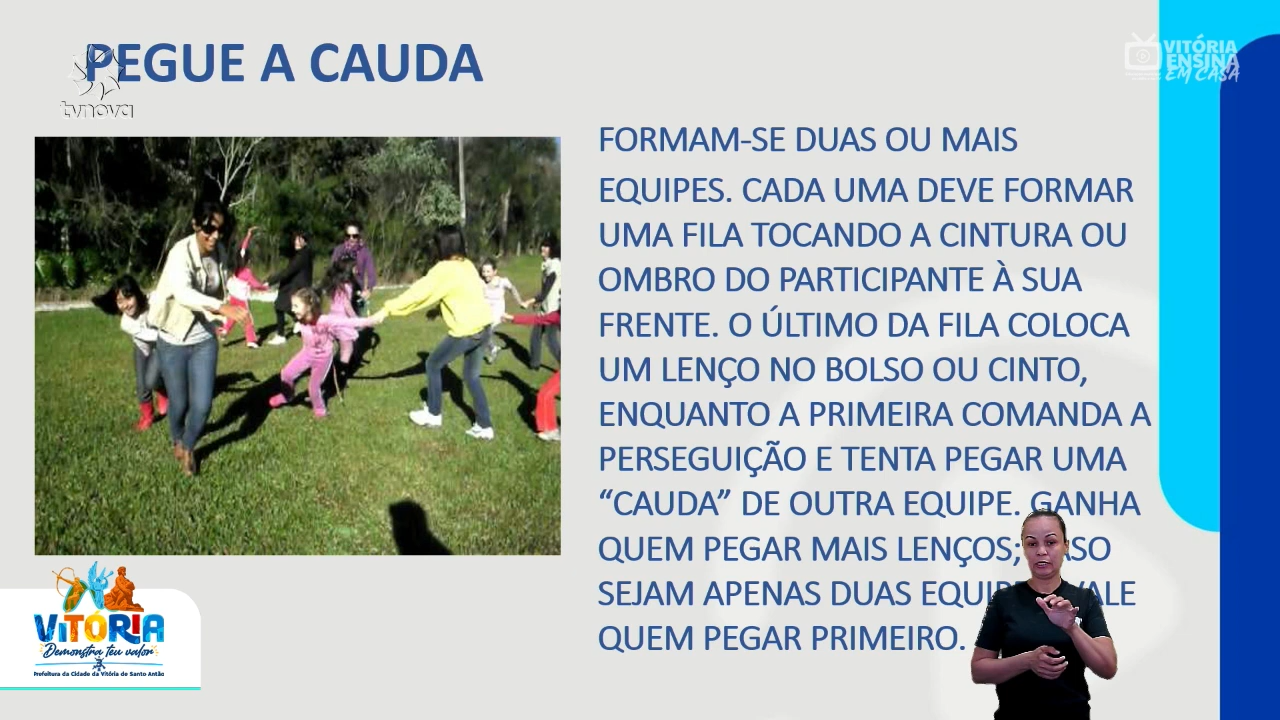 PEGUE A CAUDA
tvnova
VITÓRIA
ENSINA
EM CASA
FORMAM-SE DUAS OU MAIS
EQUIPES. CADA UMA DEVE FORMAR
UMA FILA TOCANDO A CINTURA OU
OMBRO DO PARTICIPANTE À SUA
FRENTE. O ÚLTIMO DA FILA COLOCA
UM LENÇO NO BOLSO OU CINTO,
ENQUANTO A PRIMEIRA COMANDA A
PERSEGUIÇÃO E TENTA PEGAR UMA
“CAUDA” DE OUTRA EQUIPE. GANHA
QUEM PEGAR MAIS LENÇOS;
SEJAM APENAS DUAS
QUEM PEGAR PRIMEIRO.
VITÓRIA
Demonstra teu valor
Prefeitura da Cidade da Vitória de Santo Antão